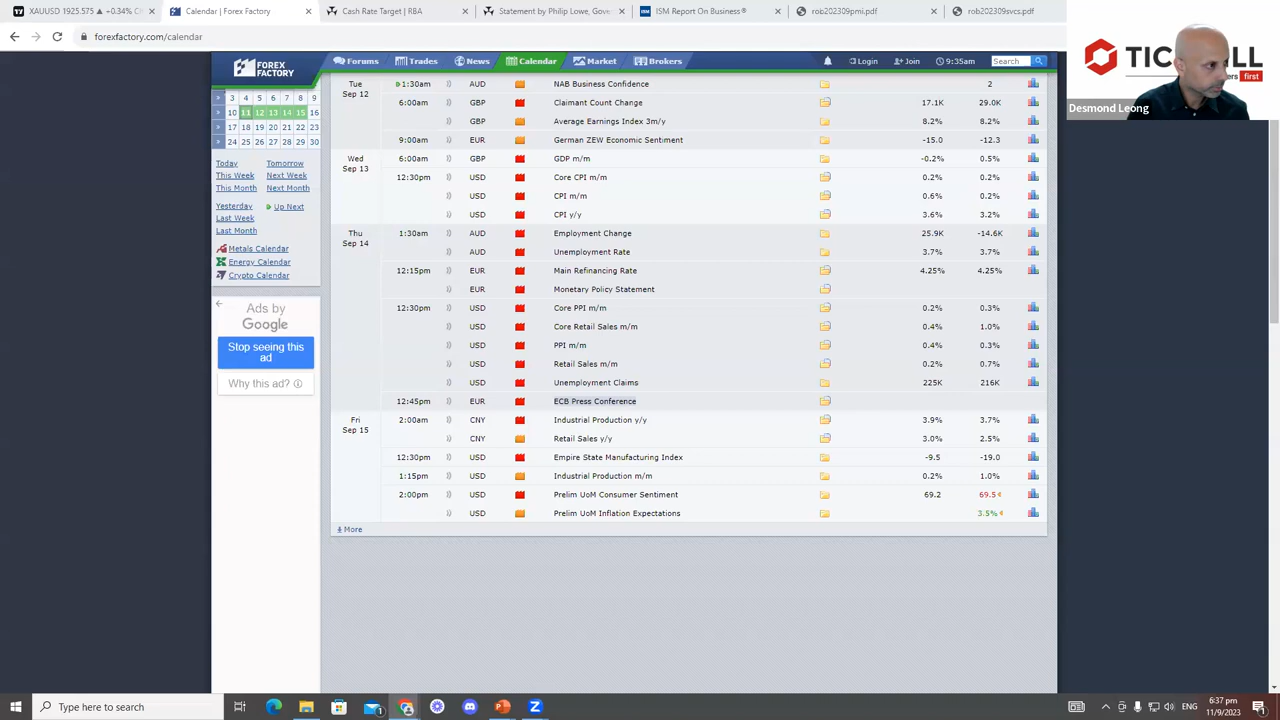 XAUUSD 1925.575 ▲ +0.34% C
Calendar | Forex Factory
Cash Rate Target | RBA
Statement by Philip Lowe, Gove
ISM Report On Business®
rob202309pmi.pdf
rob202309svcs.pdf
forexfactory.com/calendar
FOREX FACTORY
Forums Trades News Calendar Market Brokers Login Join 9:35am Search
Desmond Leong
first
» 3 4 5 6 7 8 9
» 10 11 12 13 14 15 16
» 17 18 19 20 21 22 23
» 24 25 26 27 28 29 30
Today Tomorrow
This Week Next Week
This Month Next Month
Yesterday Up Next
Last Week
Last Month
Metals Calendar
Energy Calendar
Crypto Calendar
Ads by
Google
Stop seeing this
ad
Why this ad?
Tue Sep 12 1:30am AUD NAB Business Confidence 2
6:00am GBP Claimant Count Change 17.1K 29.0K
GBP Average Earnings Index 3m/y 8.2% 8.2%
9:00am EUR German ZEW Economic Sentiment -15.0 -12.3
Wed Sep 13 6:00am GBP GDP m/m -0.2% 0.5%
12:30pm USD Core CPI m/m 0.2% 0.2%
USD CPI m/m 0.6% 0.2%
USD CPI y/y 3.6% 3.2%
Thu Sep 14 1:30am AUD Employment Change 25.9K -14.6K
AUD Unemployment Rate 3.7% 3.7%
12:15pm EUR Main Refinancing Rate 4.25% 4.25%
EUR Monetary Policy Statement
12:30pm USD Core PPI m/m 0.2% 0.3%
USD Core Retail Sales m/m 0.4% 1.0%
USD PPI m/m 0.4% 0.3%
USD Retail Sales m/m 0.2% 0.7%
USD Unemployment Claims 225K 216K
12:45pm EUR ECB Press Conference
Fri Sep 15 2:00am CNY Industrial Production y/y 3.9% 3.7%
CNY Retail Sales y/y 3.0% 2.5%
12:30pm USD Empire State Manufacturing Index -9.5 -19.0
1:15pm USD Industrial Production m/m 0.2% 1.0%
2:00pm USD Prelim UoM Consumer Sentiment 69.2 69.5
USD Prelim UoM Inflation Expectations 3.5%
More
Type here to search
6:37 pm
11/9/2023